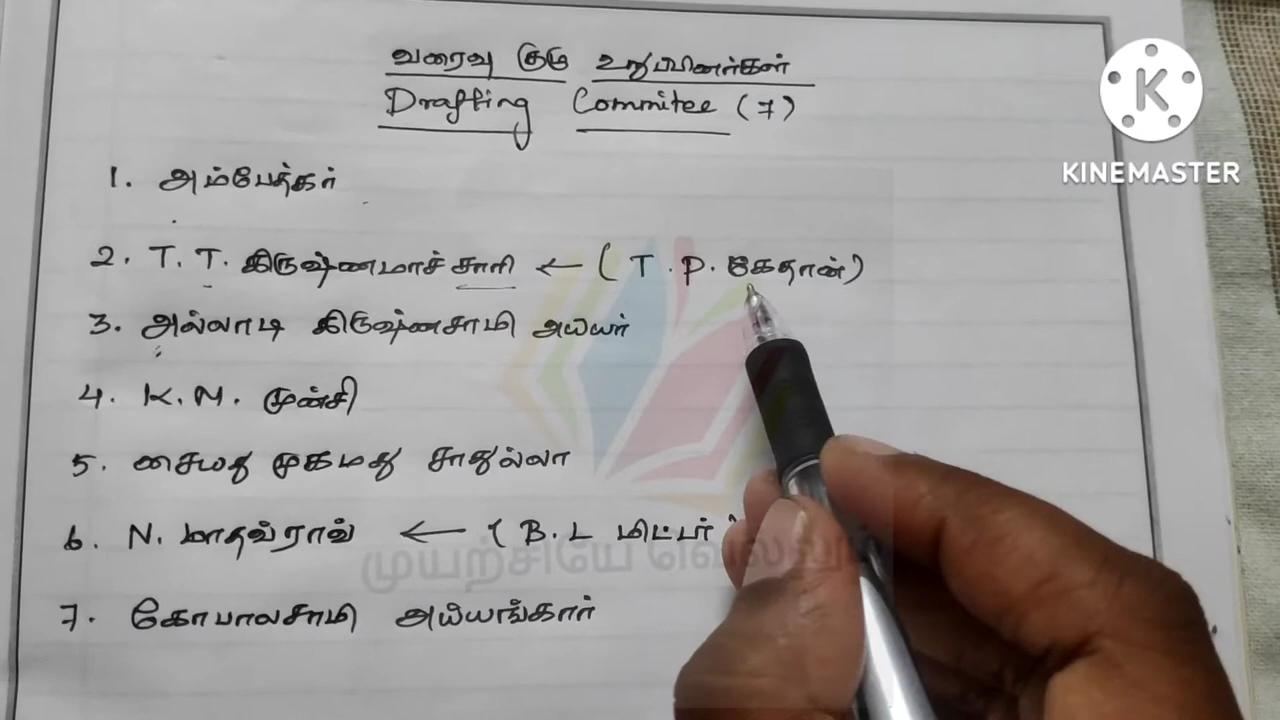 வரைவு குழு உறுப்பினர்கள்
Drafting Commitee (7)
1. அம்பேத்கர்
2. T. T. கிருஷ்ணமாச் சாரி ← ( T. P. கேதான்)
3. அல்லாடி கிருஷ்ணசாமி அய்யர்
4. K. M. முன்சி
5. சையது முகமது சாதுல்லா
6. N. மாதவ்ராவ் ← ( B. L மிட்டர் )
7. கோபாலசாமி அய்யங்கார்
முயற்சியே வெல்லும்
K
KINEMASTER